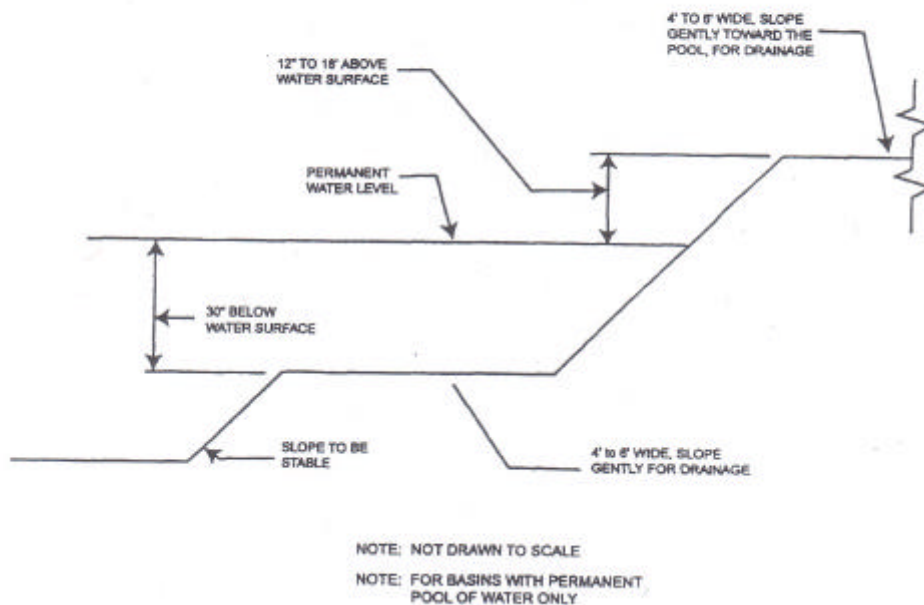 4' TO 6' WIDE, SLOPE
GENTLY TOWARD THE
POOL, FOR DRAINAGE
12" TO 18" ABOVE
WATER SURFACE
PERMANENT
WATER LEVEL
30" BELOW
WATER SURFACE
SLOPE TO BE
STABLE
4' to 6' WIDE, SLOPE
GENTLY FOR DRAINAGE
NOTE: NOT DRAWN TO SCALE
NOTE: FOR BASINS WITH PERMANENT
POOL OF WATER ONLY